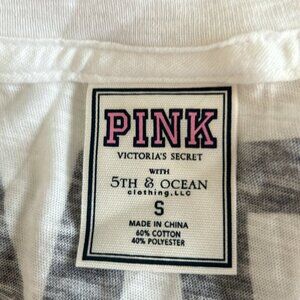 PINK
VICTORIA'S SECRET
WITH
5TH & OCEAN
clothing, LLC
S
MADE IN CHINA
60% COTTON
40% POLYESTER